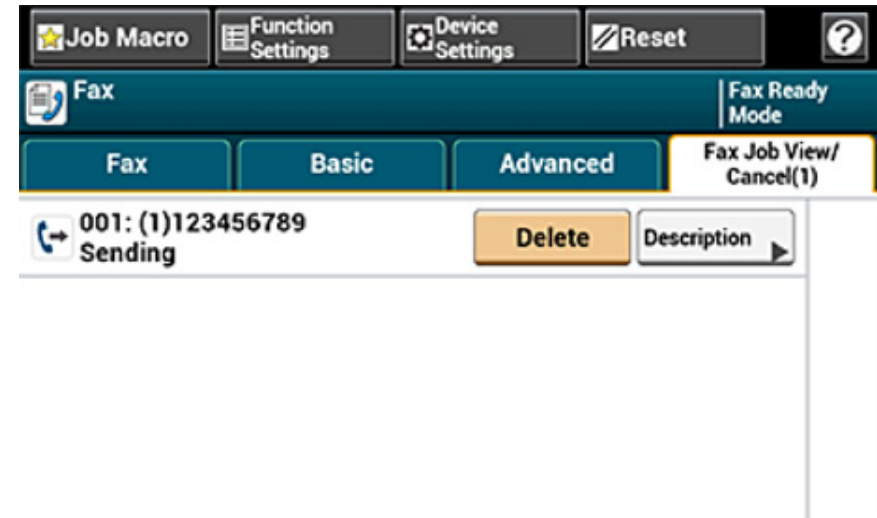 Job Macro
Function
Settings
Device
Settings
Reset
?
Fax
Fax Ready
Mode
Fax
Basic
Advanced
Fax Job View/
Cancel(1)
001: (1)123456789
Sending
Delete
Description